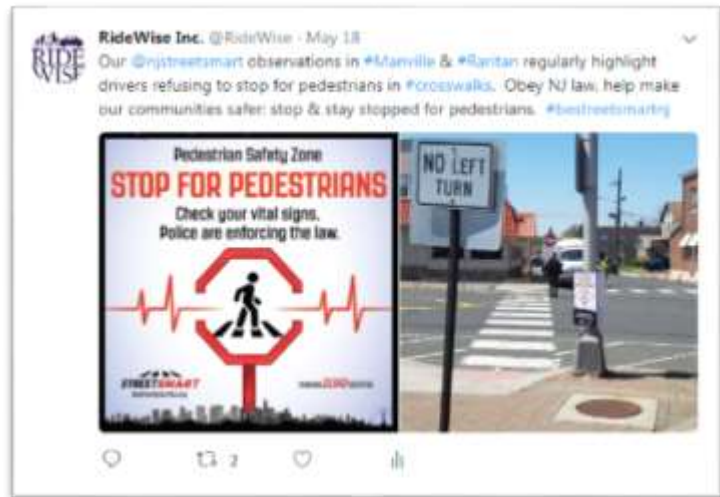 RIDE
WISE
RideWise Inc. @RideWise · May 18
Our @njstreetsmart observations in #Manville & #Raritan regularly highlight
drivers refusing to stop for pedestrians in #crosswalks. Obey NJ law, help make
our communities safer: stop & stay stopped for pedestrians. #bestreetsmartnj
Pedestrian Safety Zone
STOP FOR PEDESTRIANS
Check your vital signs.
Police are enforcing the law.
STREETSMART
NO LEFT
TURN
2